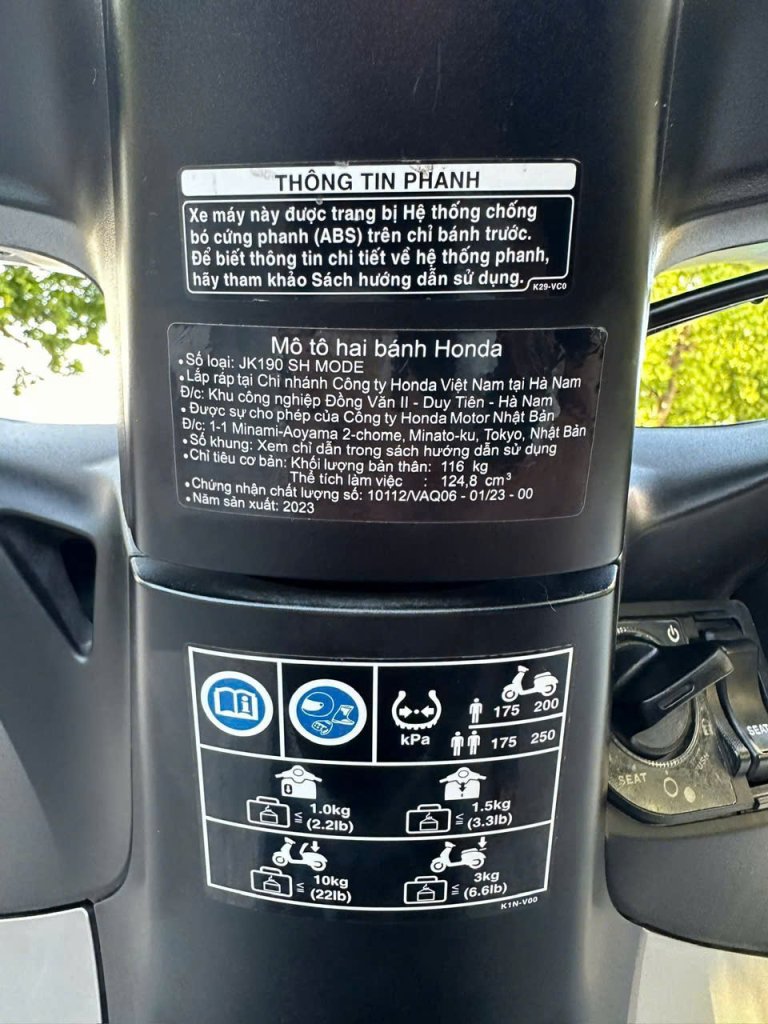 THÔNG TIN PHANH
Xe máy này được trang bị Hệ thống chống
bó cứng phanh (ABS) trên chỉ bánh trước.
Để biết thông tin chi tiết về hệ thống phanh,
hãy tham khảo Sách hướng dẫn sử dụng.
K29-VC0
Mô tô hai bánh Honda
• Số loại: JK190 SH MODE
• Lắp ráp tại Chi nhánh Công ty Honda Việt Nam tại Hà Nam
Đ/c: Khu công nghiệp Đồng Văn II - Duy Tiên - Hà Nam
• Được sự cho phép của Công ty Honda Motor Nhật Bản
Đ/c: 1-1 Minami-Aoyama 2-chome, Minato-ku, Tokyo, Nhật Bản
• Số khung: Xem chỉ dẫn trong sách hướng dẫn sử dụng
• Chỉ tiêu cơ bản: Khối lượng bản thân: 116 kg
Thể tích làm việc : 124,8 cm³
• Chứng nhận chất lượng số: 10112/VAQ06 - 01/23 - 00
• Năm sản xuất: 2023
kPa
175 200
175 250
≤ 1.0kg
(2.2lb)
≤ 1.5kg
(3.3lb)
≤ 10kg
(22lb)
≤ 3kg
(6.6lb)
K1N-V00
SEAT
SEAT